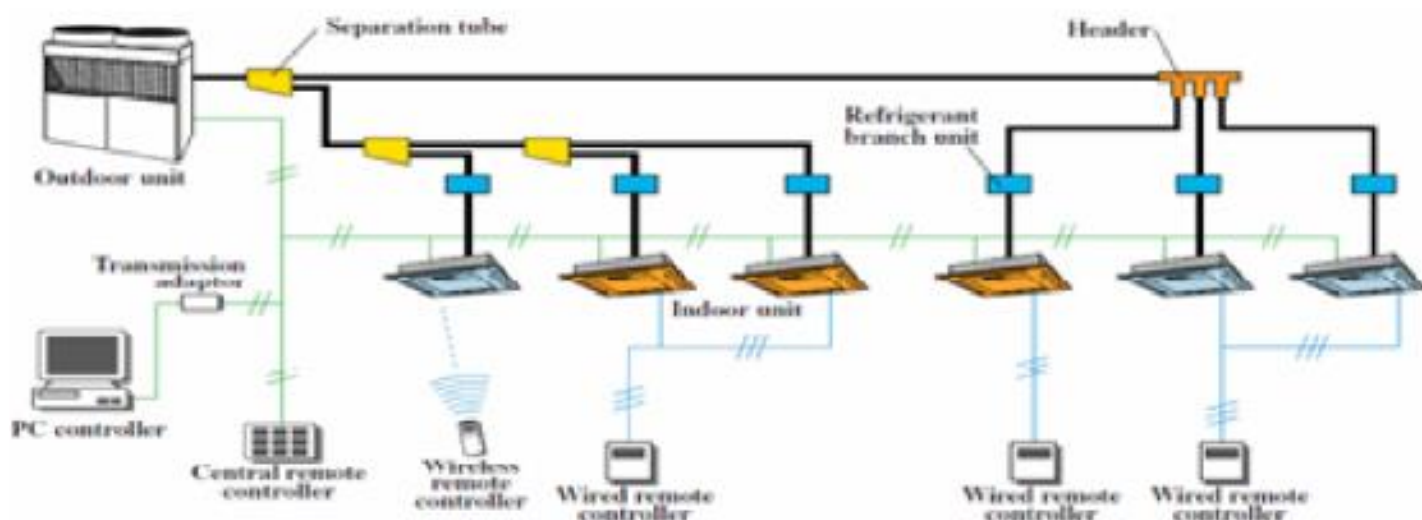 Separation tube
Header
Refrigerant
branch unit
Outdoor unit
Transmission
adaptor
Indoor unit
PC controller
Central remote
controller
Wireless
remote
controller
Wired remote
controller
Wired remote
controller
Wired remote
controller